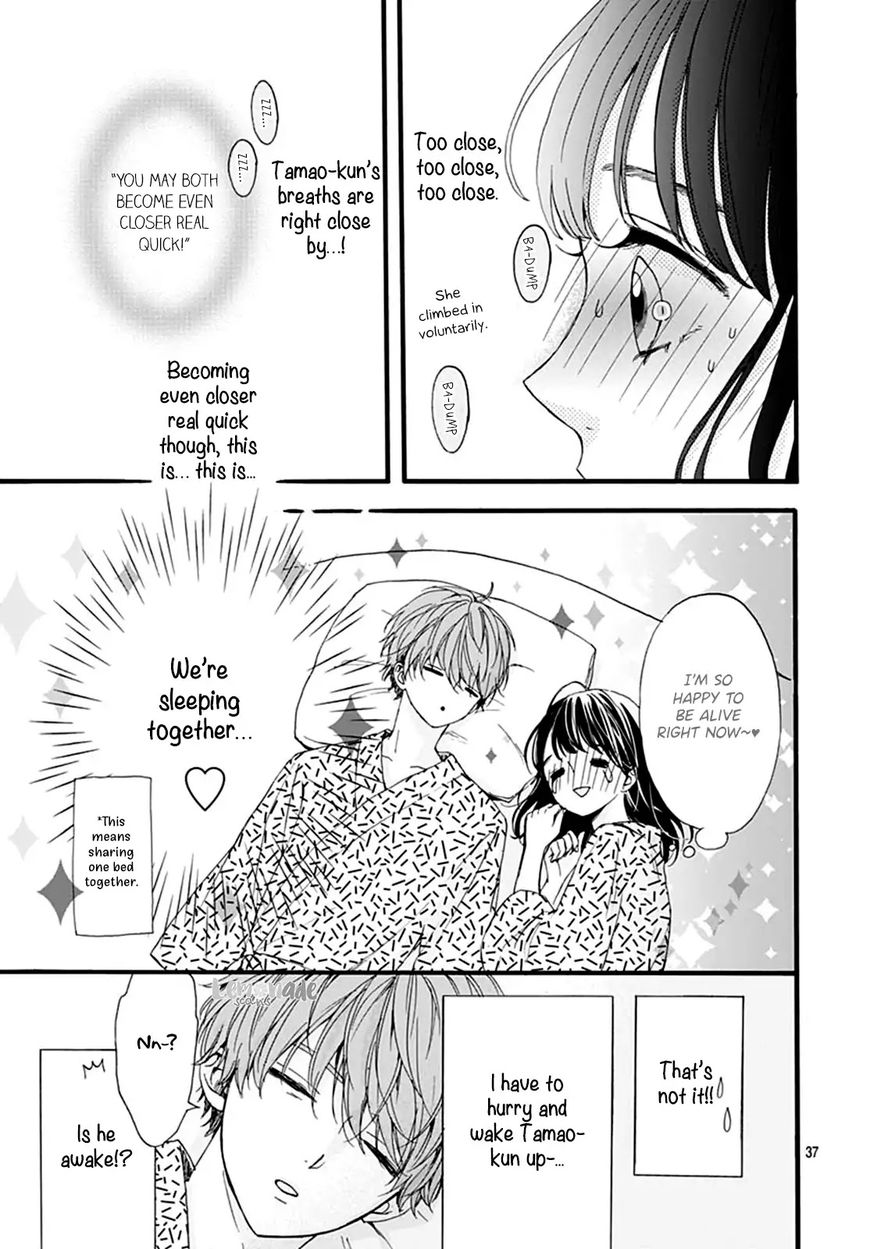 Too close,
too close,
too close.
BA-DUMP
She
climbed in
voluntarily.
BA-DUMP
ZZZ...
ZZZ...
Tamao-kun's
breaths are
right close
by...!
"YOU MAY BOTH
BECOME EVEN
CLOSER REAL
QUICK!"
Becoming
even closer
real quick
though, this
is... this is...
I'M SO
HAPPY TO
BE ALIVE
RIGHT NOW~♥
We're
sleeping
together...
♡
*This
means
sharing
one bed
together.
That's
not it!!
I have to
hurry and
wake Tamao-
kun up-...
Lemonade
scans
Nn-?
Is he
awake!?
37